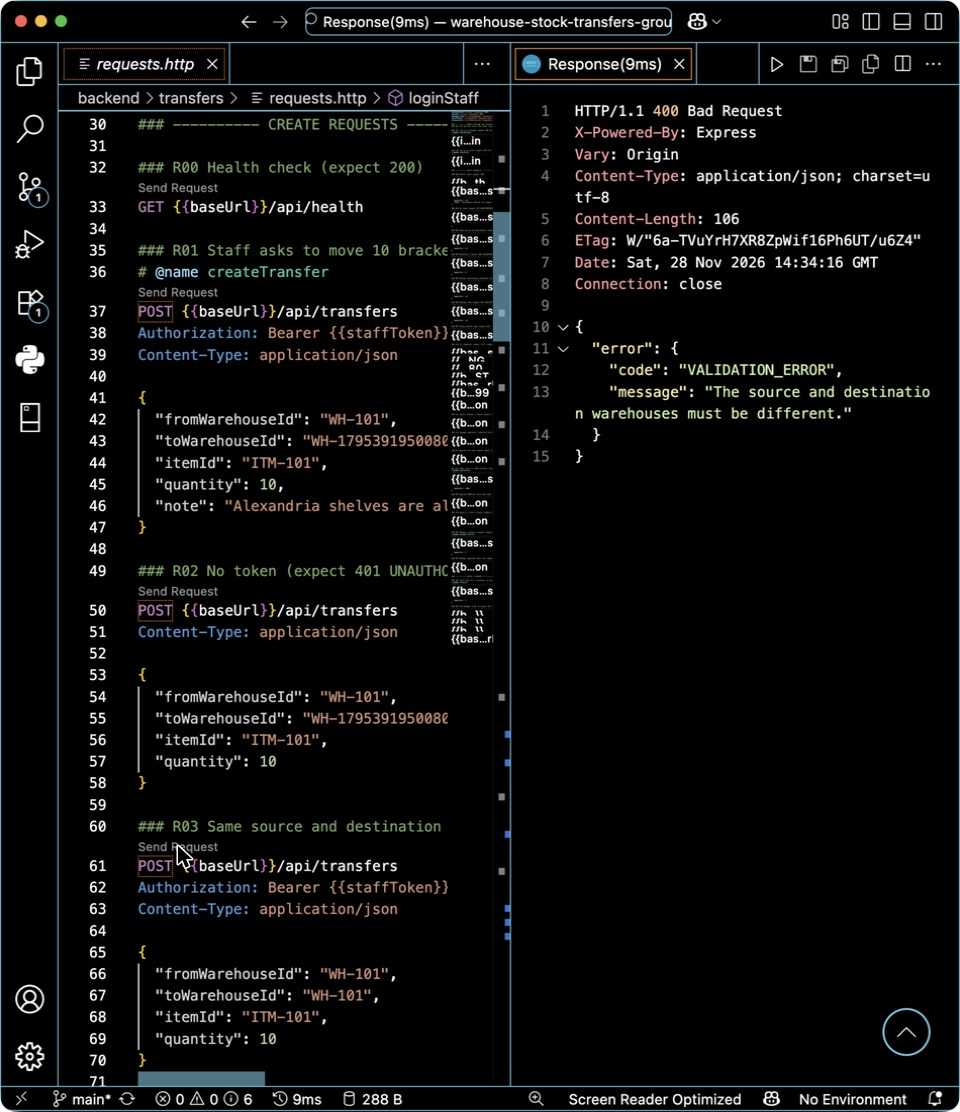 Response(9ms) — warehouse-stock-transfers-grou
requests.http
Response(9ms)
backend > transfers > requests.http > loginStaff
30 ### ---------- CREATE REQUESTS -----
31
32 ### R00 Health check (expect 200)
Send Request
33 GET {{baseUrl}}/api/health
34
35 ### R01 Staff asks to move 10 bracke
36 # @name createTransfer
Send Request
37 POST {{baseUrl}}/api/transfers
38 Authorization: Bearer {{staffToken}}
39 Content-Type: application/json
40
41 {
42 "fromWarehouseId": "WH-101",
43 "toWarehouseId": "WH-1795391950080
44 "itemId": "ITM-101",
45 "quantity": 10,
46 "note": "Alexandria shelves are al
47 }
48
49 ### R02 No token (expect 401 UNAUTHO
Send Request
50 POST {{baseUrl}}/api/transfers
51 Content-Type: application/json
52
53 {
54 "fromWarehouseId": "WH-101",
55 "toWarehouseId": "WH-1795391950080
56 "itemId": "ITM-101",
57 "quantity": 10
58 }
59
60 ### R03 Same source and destination
Send Request
61 POST {{baseUrl}}/api/transfers
62 Authorization: Bearer {{staffToken}}
63 Content-Type: application/json
64
65 {
66 "fromWarehouseId": "WH-101",
67 "toWarehouseId": "WH-101",
68 "itemId": "ITM-101",
69 "quantity": 10
70 }
71
1 HTTP/1.1 400 Bad Request
2 X-Powered-By: Express
3 Vary: Origin
4 Content-Type: application/json; charset=u
tf-8
5 Content-Length: 106
6 ETag: W/"6a-TVuYrH7XR8ZpWif16Ph6UT/u6Z4"
7 Date: Sat, 28 Nov 2026 14:34:16 GMT
8 Connection: close
9
10 {
11 "error": {
12 "code": "VALIDATION_ERROR",
13 "message": "The source and destinatio
n warehouses must be different."
14 }
15 }
1
1
main* 0 0 6 9ms 288 B Screen Reader Optimized No Environment